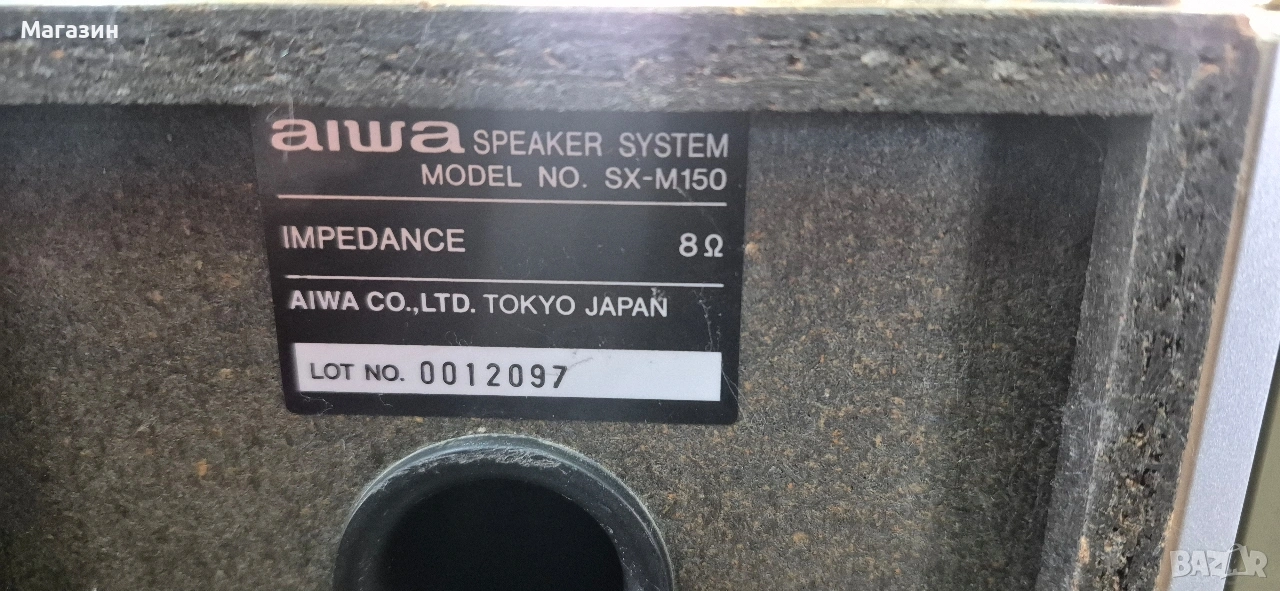 Магазин
aiwa SPEAKER SYSTEM
MODEL NO. SX-M150
IMPEDANCE 8Ω
AIWA CO.,LTD. TOKYO JAPAN
LOT NO. 0012097
BAZAR